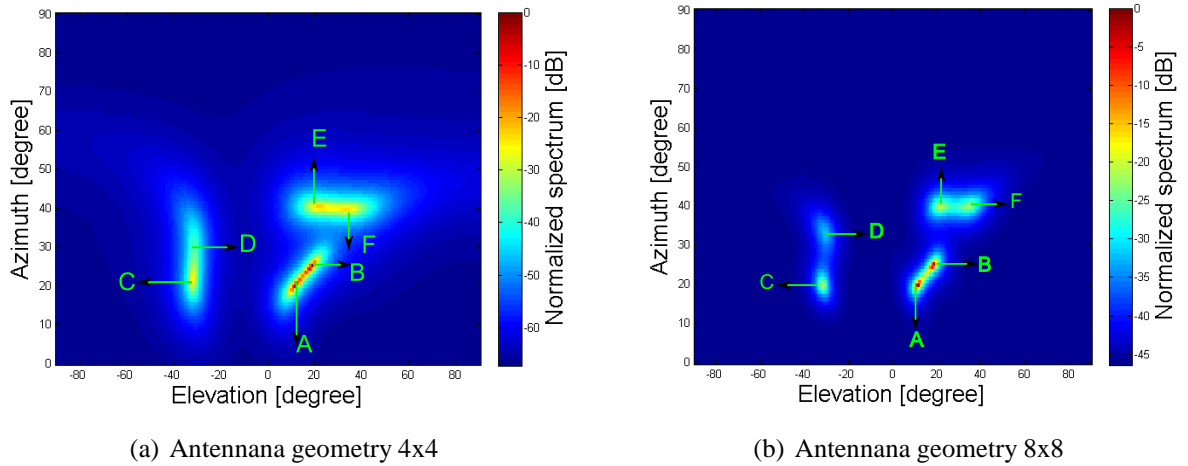 90
80
70
60
50
40
30
20
10
0
Azimuth [degree]
-80 -60 -40 -20 0 20 40 60 80
Elevation [degree]
E
D
F
C
B
A
0
-10
-20
-30
-40
-50
-60
Normalized spectrum [dB]
(a) Antennana geometry 4x4
90
80
70
60
50
40
30
20
10
0
Azimuth [degree]
-80 -60 -40 -20 0 20 40 60 80
Elevation [degree]
E
F
D
B
C
A
0
-5
-10
-15
-20
-25
-30
-35
-40
-45
Normalized spectrum [dB]
(b) Antennana geometry 8x8